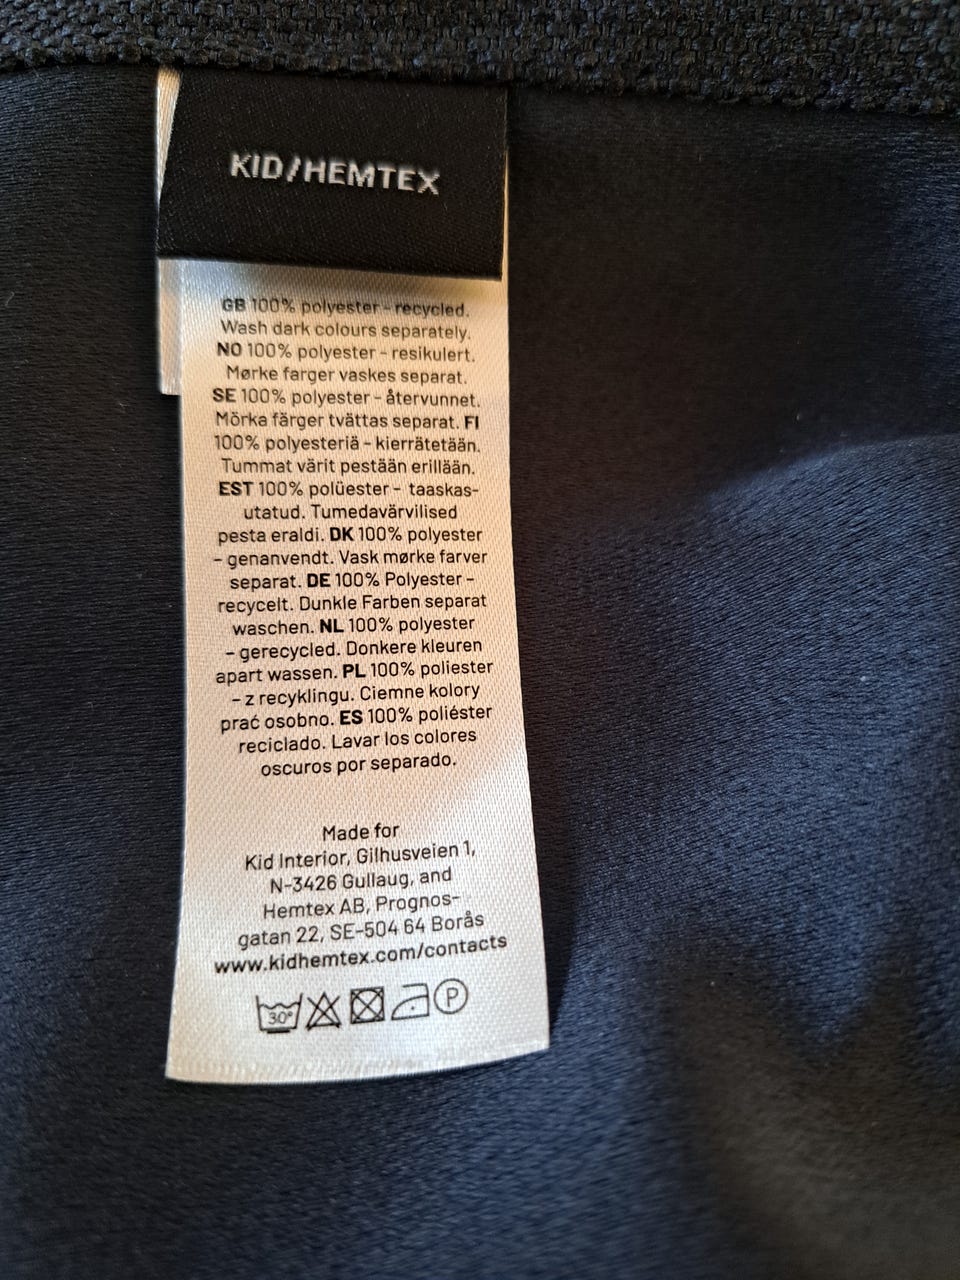 KID/HEMTEX
GB 100% polyester - recycled.
Wash dark colours separately.
NO 100% polyester - resikulert.
Mørke farger vaskes separat.
SE 100% polyester - återvunnet.
Mörka färger tvättas separat. FI
100% polyesteriä - kierrätetään.
Tummat värit pestään erillään.
EST 100% polüester - taaskas-
utatud. Tumedavärvilised
pesta eraldi. DK 100% polyester
- genanvendt. Vask mørke farver
separat. DE 100% Polyester -
recycelt. Dunkle Farben separat
waschen. NL 100% polyester
- gerecycled. Donkere kleuren
apart wassen. PL 100% poliester
- z recyklingu. Ciemne kolory
prać osobno. ES 100% poliéster
reciclado. Lavar los colores
oscuros por separado.
Made for
Kid Interior, Gilhusveien 1,
N-3426 Gullaug, and
Hemtex AB, Prognos-
gatan 22, SE-504 64 Borås
www.kidhemtex.com/contacts
30° P